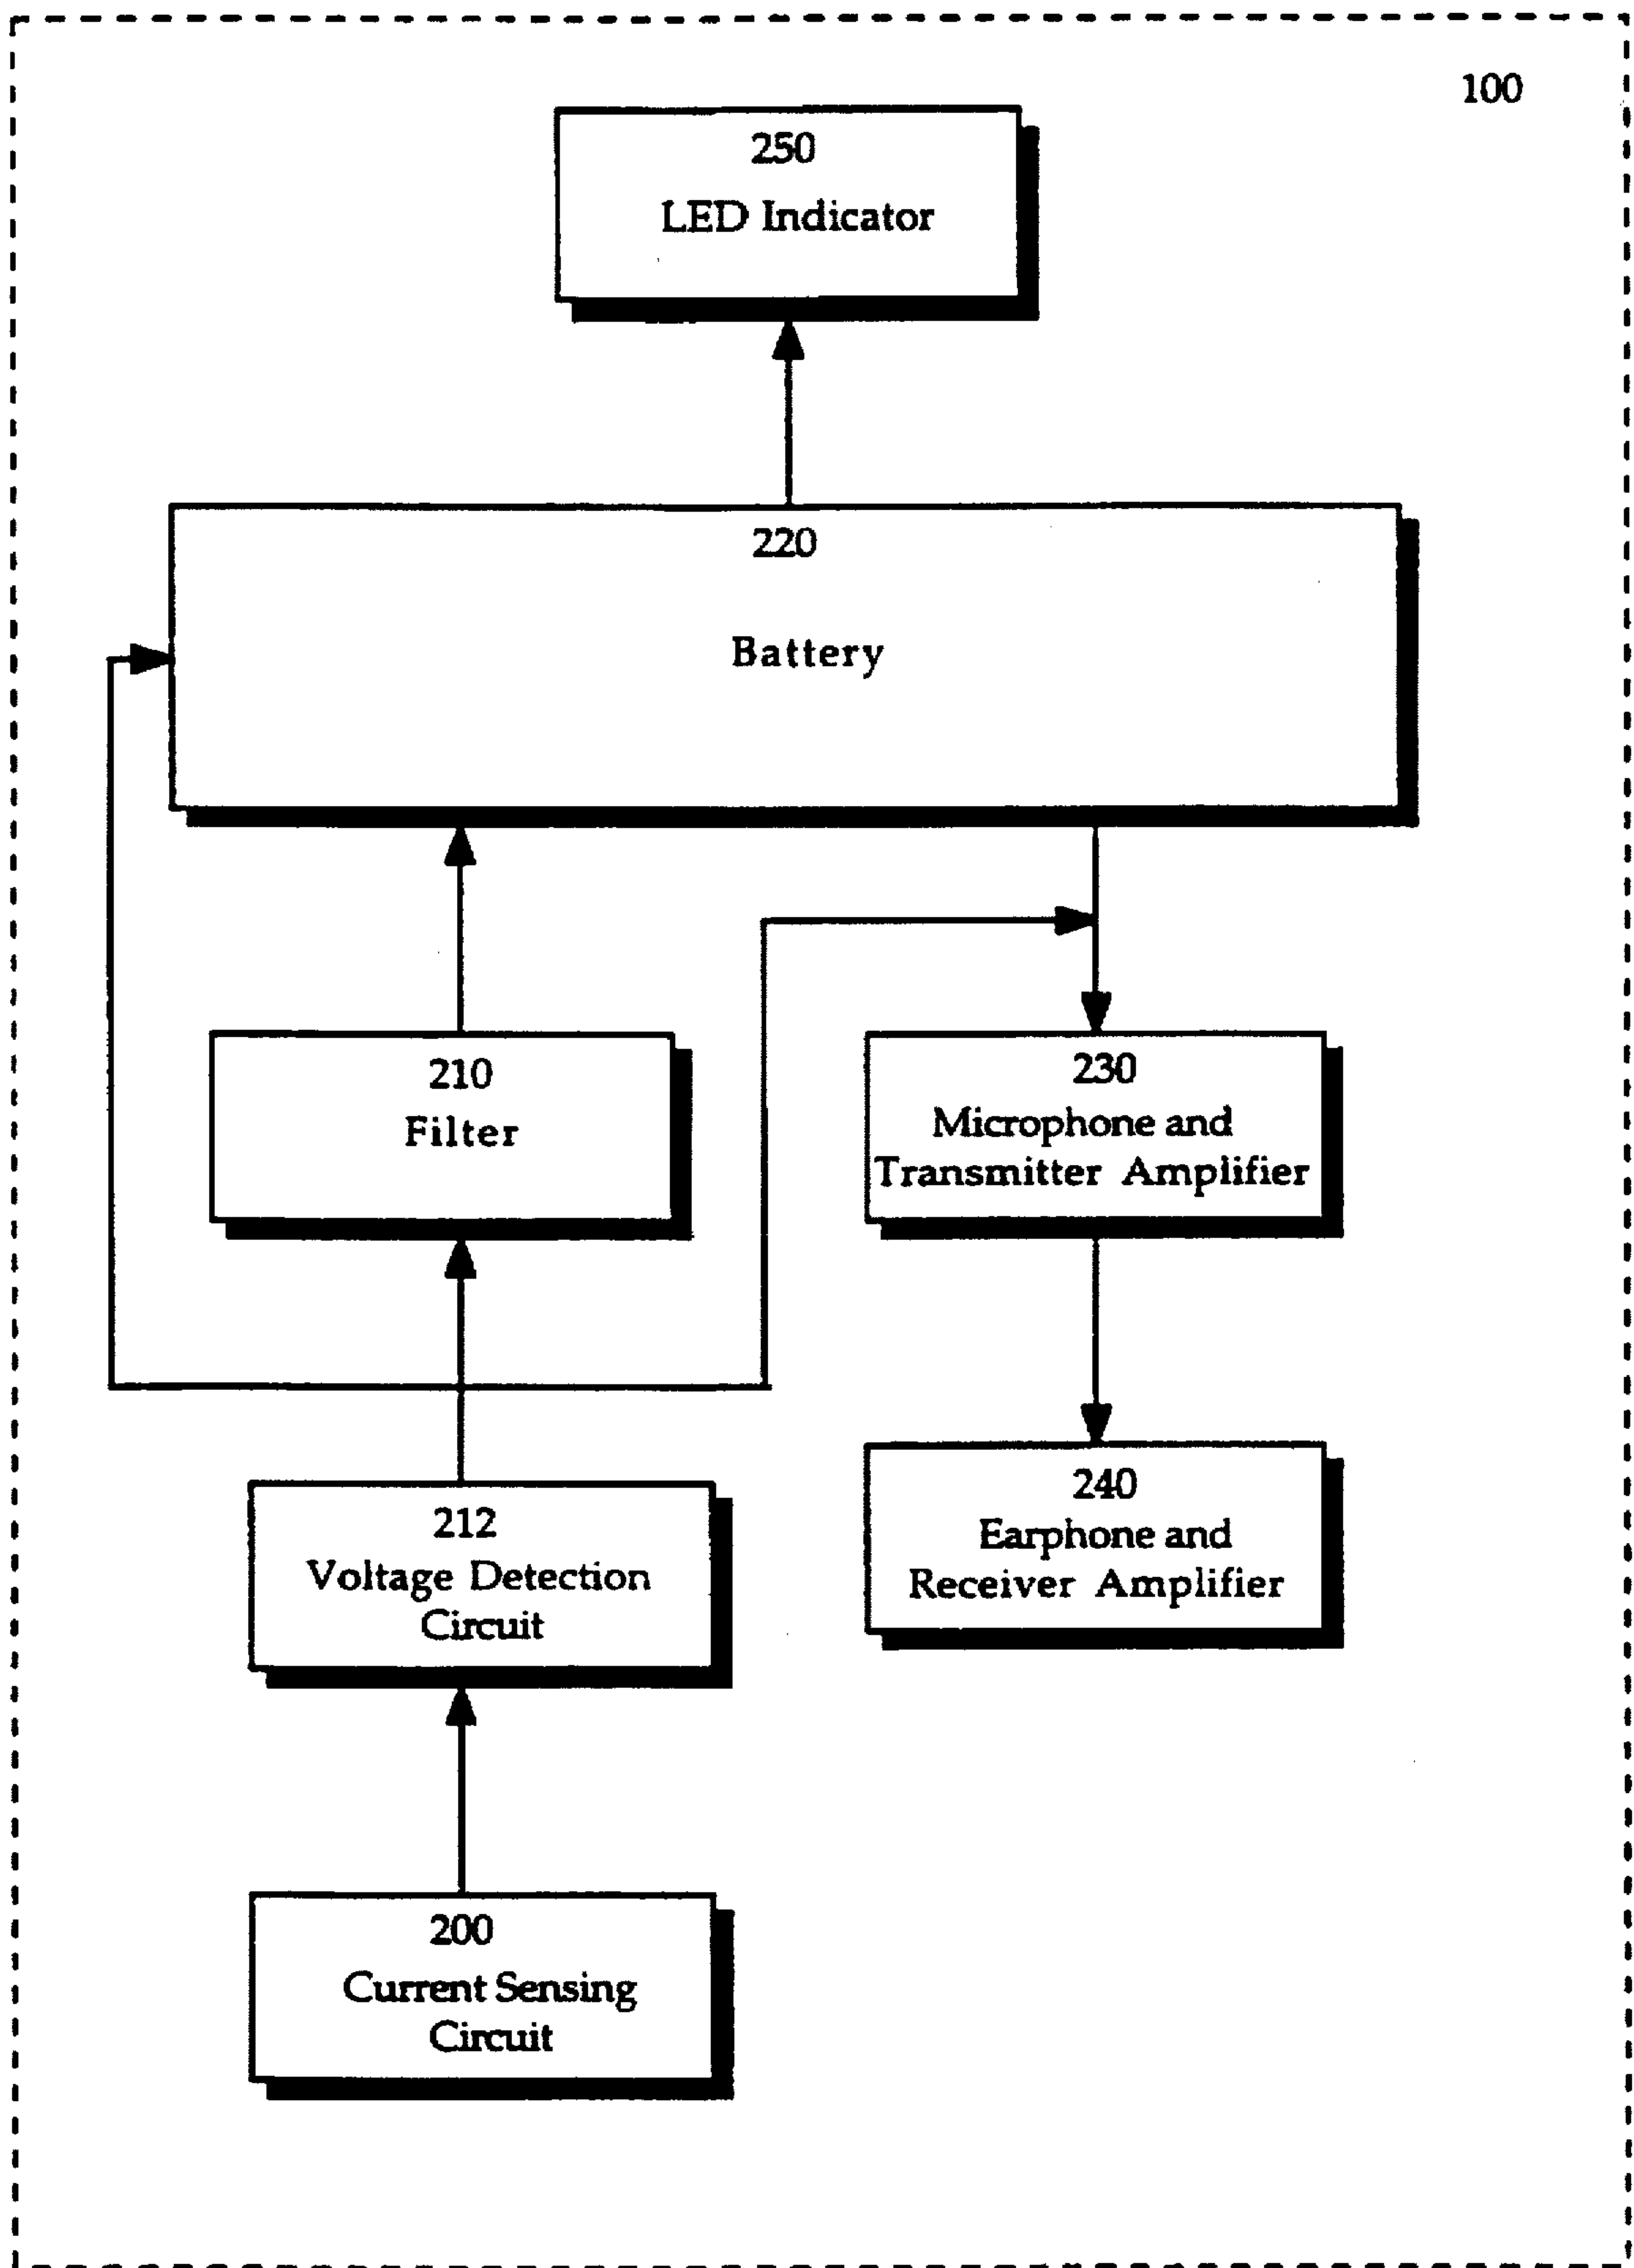 100
250
LED Indicator
220
Battery
210
Filter
230
Microphone and
Transmitter Amplifier
212
Voltage Detection
Circuit
240
Earphone and
Receiver Amplifier
200
Current Sensing
Circuit